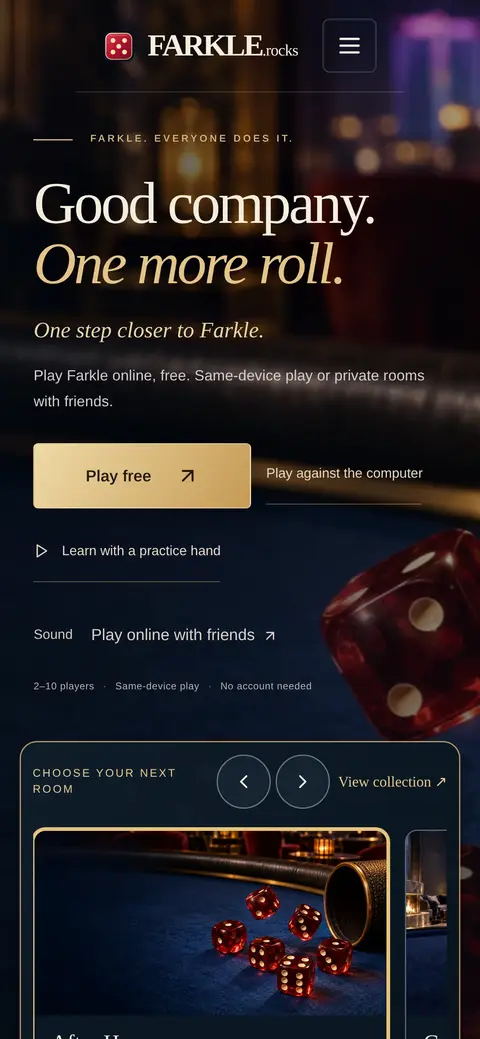 FARKLE.rocks
FARKLE. EVERYONE DOES IT.
Good company.
One more roll.
One step closer to Farkle.
Play Farkle online, free. Same-device play or private rooms
with friends.
Play free ↗
Play against the computer
Learn with a practice hand
Sound
Play online with friends ↗
2–10 players · Same-device play · No account needed
CHOOSE YOUR NEXT
ROOM
View collection ↗